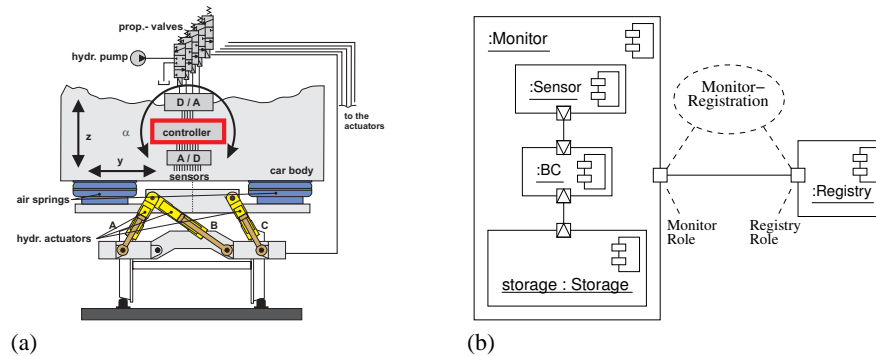 prop.- valves
hydr. pump
D / A
to the
actuators
z
α
controller
y
A / D
sensors
car body
air springs
A
B
C
hydr. actuators
(a)
:Monitor
:Sensor
:BC
storage : Storage
Monitor–
Registration
:Registry
Monitor
Role
Registry
Role
(b)